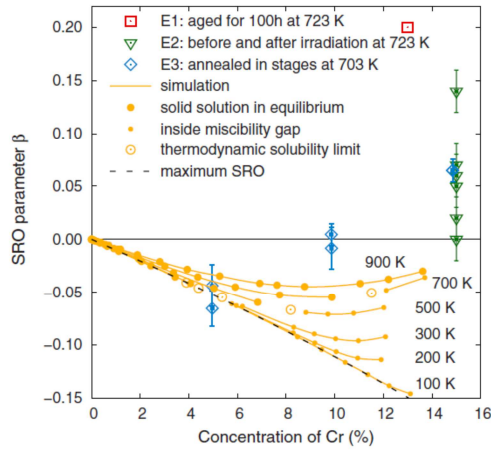 E1: aged for 100h at 723 K
E2: before and after irradiation at 723 K
E3: annealed in stages at 703 K
simulation
solid solution in equilibrium
inside miscibility gap
thermodynamic solubility limit
maximum SRO
0.20
0.15
0.10
0.05
0.00
−0.05
−0.10
−0.15
SRO parameter β
900 K
700 K
500 K
300 K
200 K
100 K
0 2 4 6 8 10 12 14 16
Concentration of Cr (%)